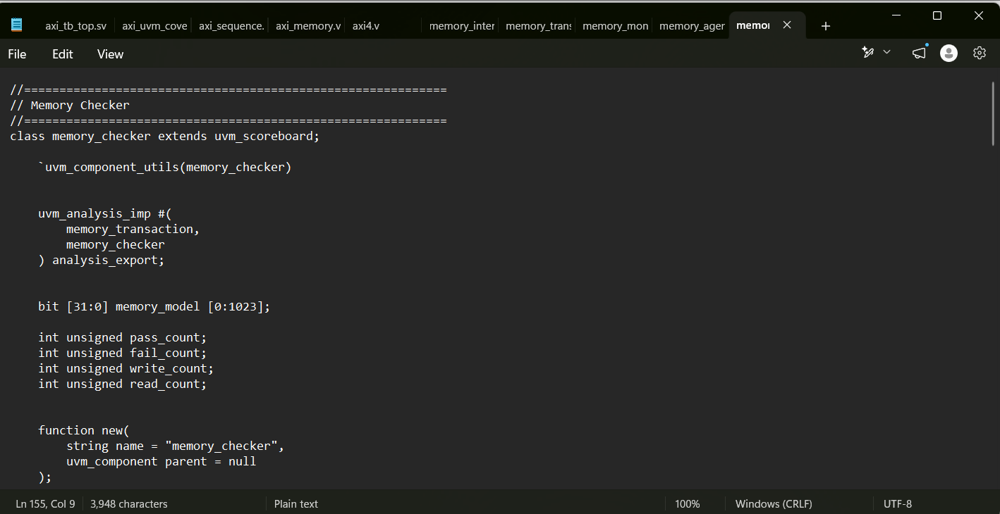 axi_tb_top.sv axi_uvm_cove axi_sequence. axi_memory.v axi4.v memory_inter memory_trans memory_mon memory_ager memor
File Edit View
//============================================================
// Memory Checker
//============================================================
class memory_checker extends uvm_scoreboard;
`uvm_component_utils(memory_checker)
uvm_analysis_imp #(
memory_transaction,
memory_checker
) analysis_export;
bit [31:0] memory_model [0:1023];
int unsigned pass_count;
int unsigned fail_count;
int unsigned write_count;
int unsigned read_count;
function new(
string name = "memory_checker",
uvm_component parent = null
);
Ln 155, Col 9 3,948 characters Plain text 100% Windows (CRLF) UTF-8